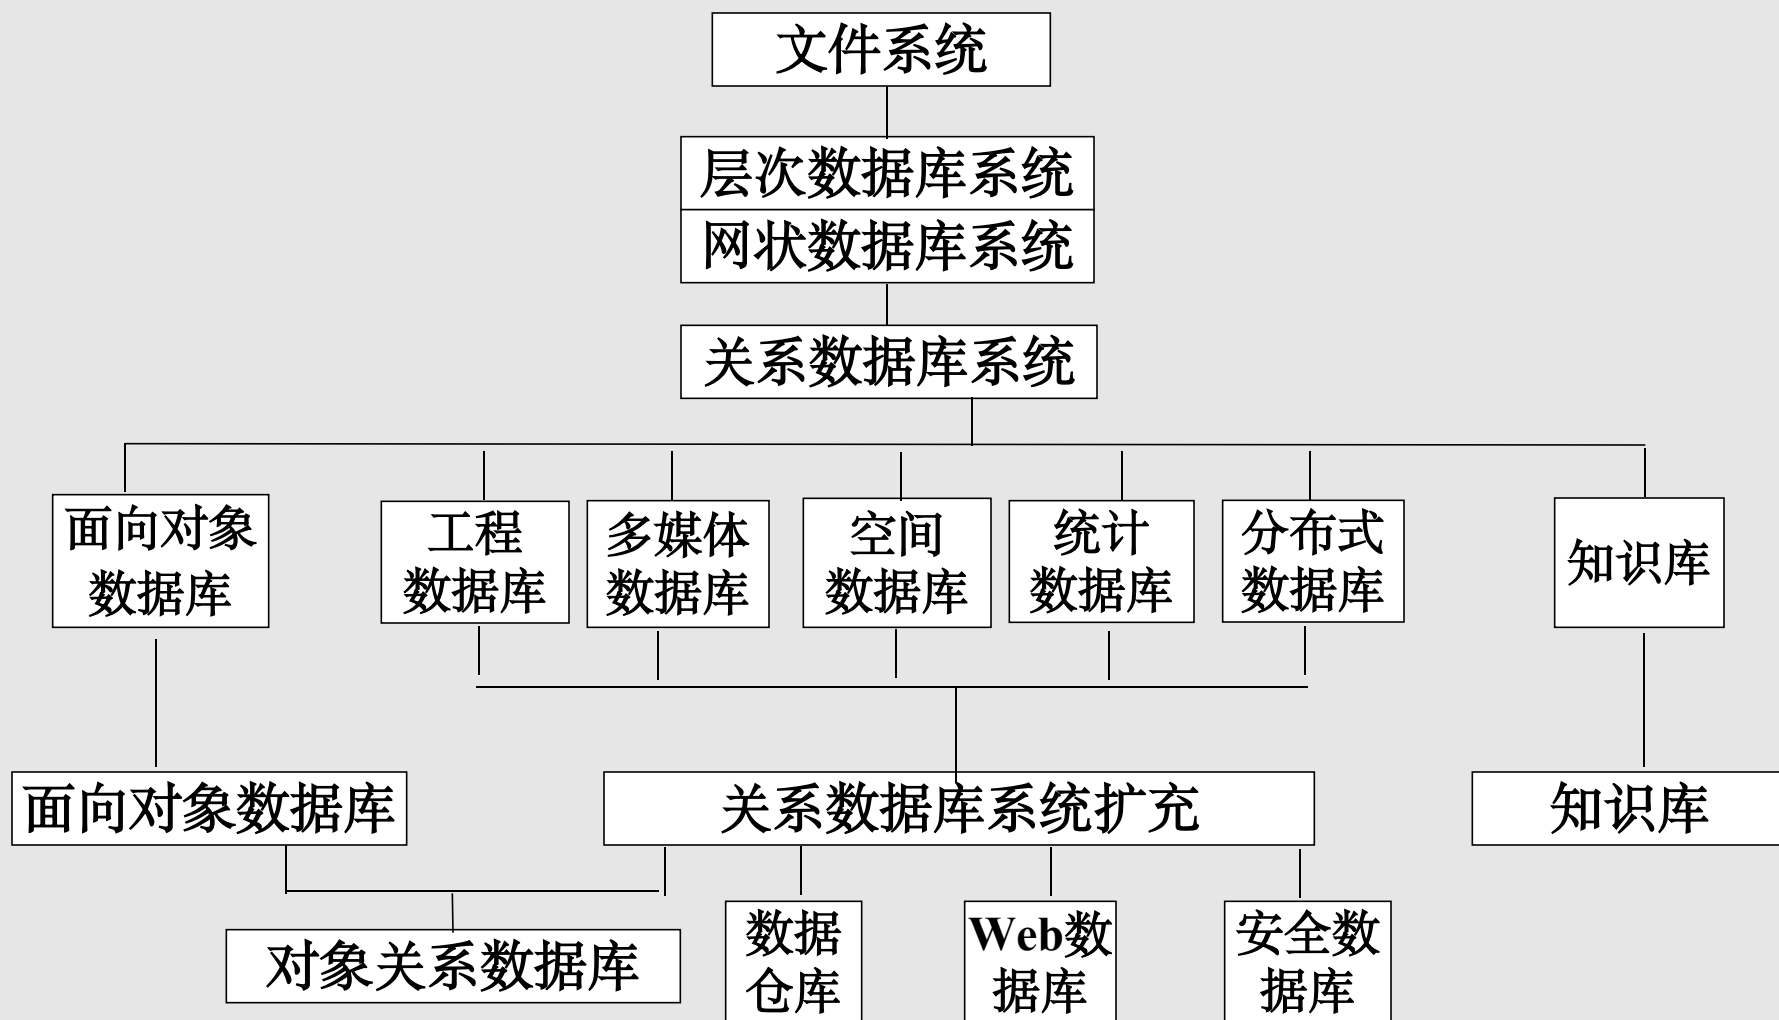 文件系统
层次数据库系统
网状数据库系统
关系数据库系统
面向对象
数据库
工程
数据库
多媒体
数据库
空间
数据库
统计
数据库
分布式
数据库
知识库
面向对象数据库
关系数据库系统扩充
知识库
对象关系数据库
数据
仓库
Web数
据库
安全数
据库